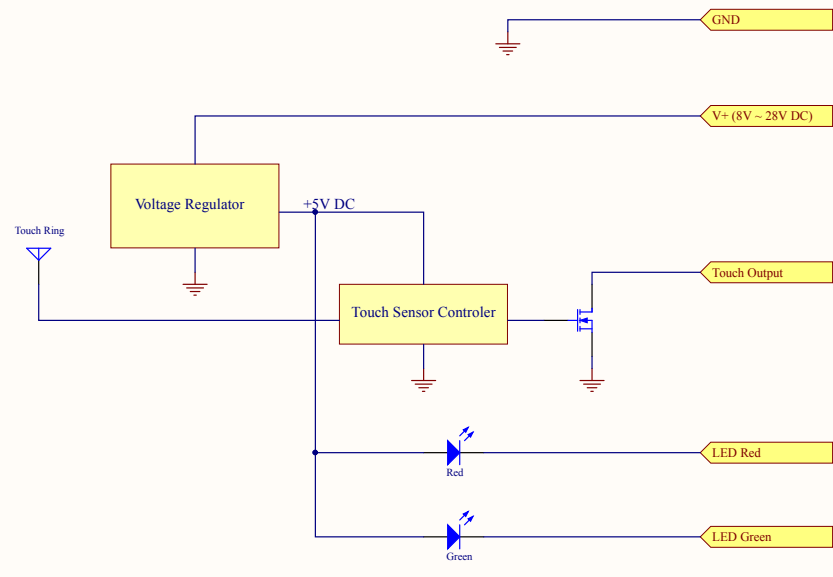 GND
V+ (8V ~ 28V DC)
Voltage Regulator
+5V DC
Touch Ring
Touch Output
Touch Sensor Controler
LED Red
Red
LED Green
Green